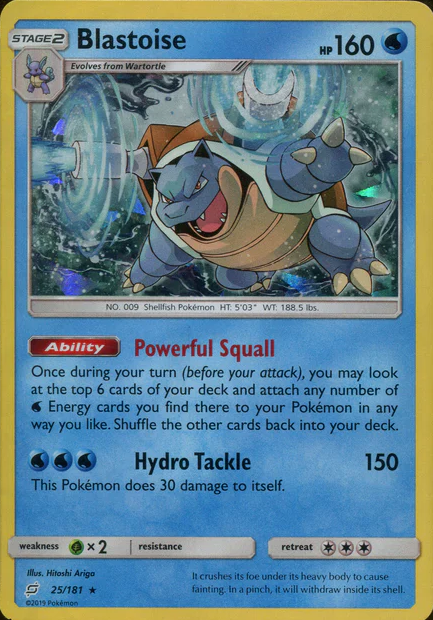 STAGE2
Blastoise
HP 160
Evolves from Wartortle
NO. 009 Shellfish Pokémon HT: 5'03" WT: 188.5 lbs.
Ability Powerful Squall
Once during your turn (before your attack), you may look
at the top 6 cards of your deck and attach any number of
Energy cards you find there to your Pokémon in any
way you like. Shuffle the other cards back into your deck.
Hydro Tackle 150
This Pokémon does 30 damage to itself.
weakness × 2 resistance retreat
Illus. Hitoshi Ariga
25/181
©2019 Pokémon
It crushes its foe under its heavy body to cause
fainting. In a pinch, it will withdraw inside its shell.